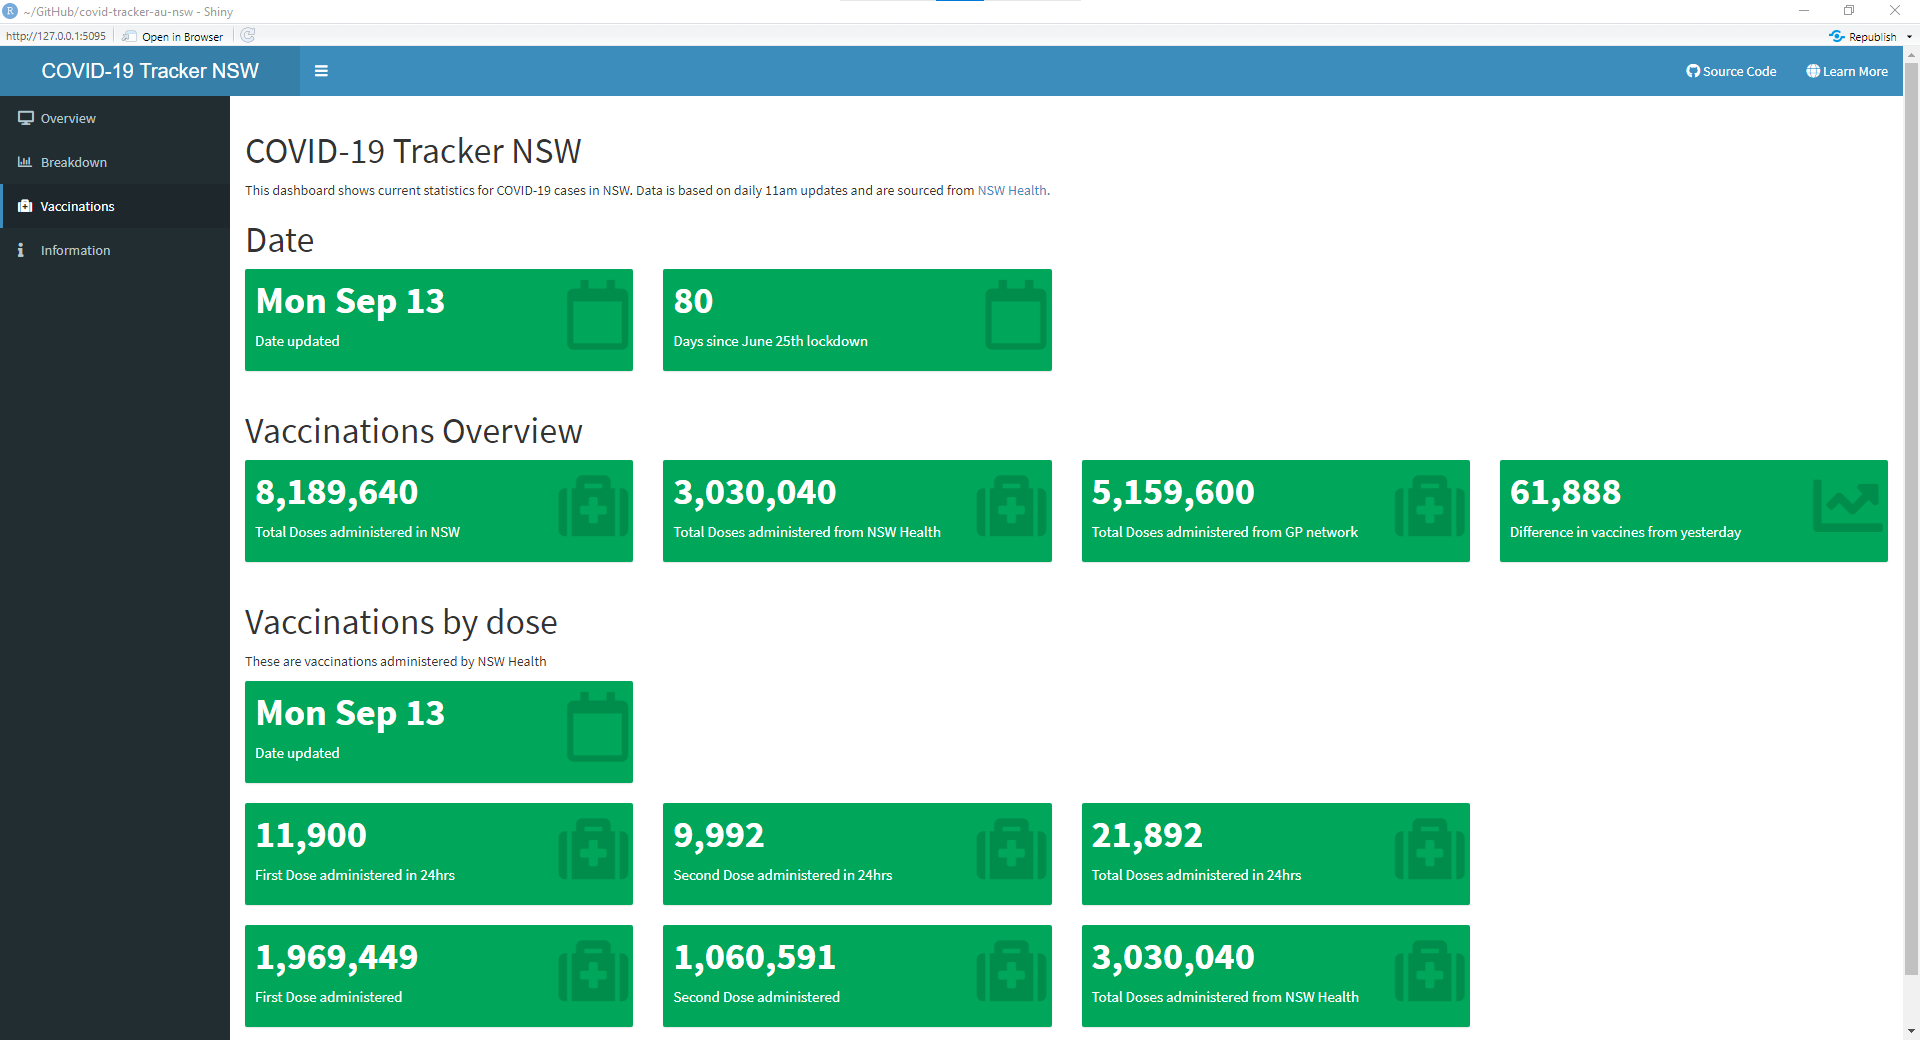 ~/GitHub/covid-tracker-au-nsw - Shiny
http://127.0.0.1:5095 Open in Browser Republish
COVID-19 Tracker NSW Source Code Learn More
Overview
Breakdown
Vaccinations
Information
COVID-19 Tracker NSW
This dashboard shows current statistics for COVID-19 cases in NSW. Data is based on daily 11am updates and are sourced from NSW Health.
Date
Mon Sep 13
Date updated
80
Days since June 25th lockdown
Vaccinations Overview
8,189,640
Total Doses administered in NSW
3,030,040
Total Doses administered from NSW Health
5,159,600
Total Doses administered from GP network
61,888
Difference in vaccines from yesterday
Vaccinations by dose
These are vaccinations administered by NSW Health
Mon Sep 13
Date updated
11,900
First Dose administered in 24hrs
9,992
Second Dose administered in 24hrs
21,892
Total Doses administered in 24hrs
1,969,449
First Dose administered
1,060,591
Second Dose administered
3,030,040
Total Doses administered from NSW Health